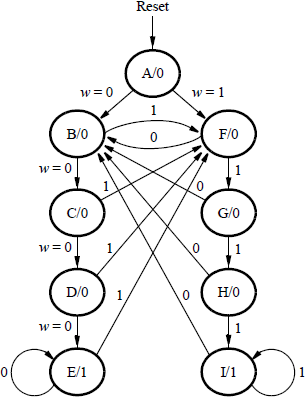 Reset
A/0
w = 0
w = 1
1
B/0
F/0
0
w = 0
1
C/0
1
0
G/0
w = 0
1
0
1
D/0
H/0
w = 0
1
0
1
0
E/1
I/1
1